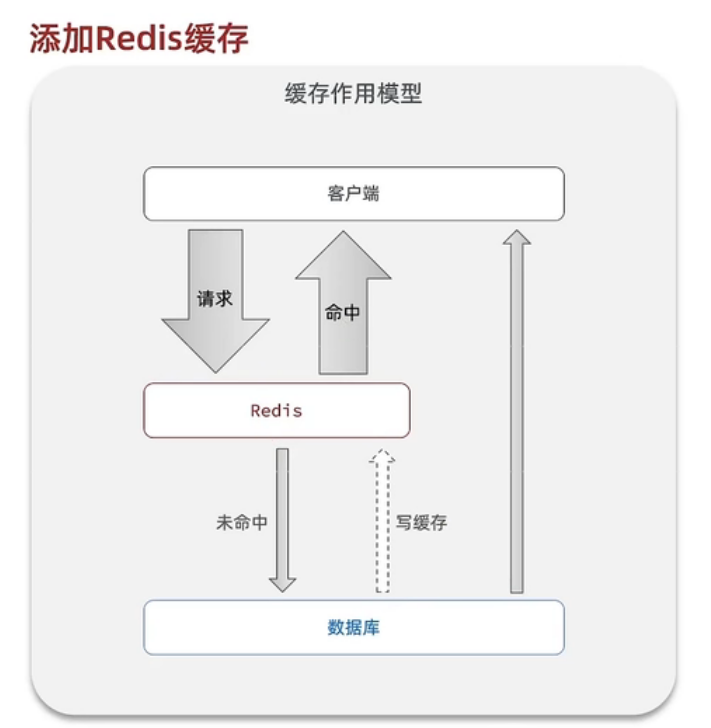 添加Redis缓存
缓存作用模型
客户端
请求
命中
Redis
未命中
写缓存
数据库